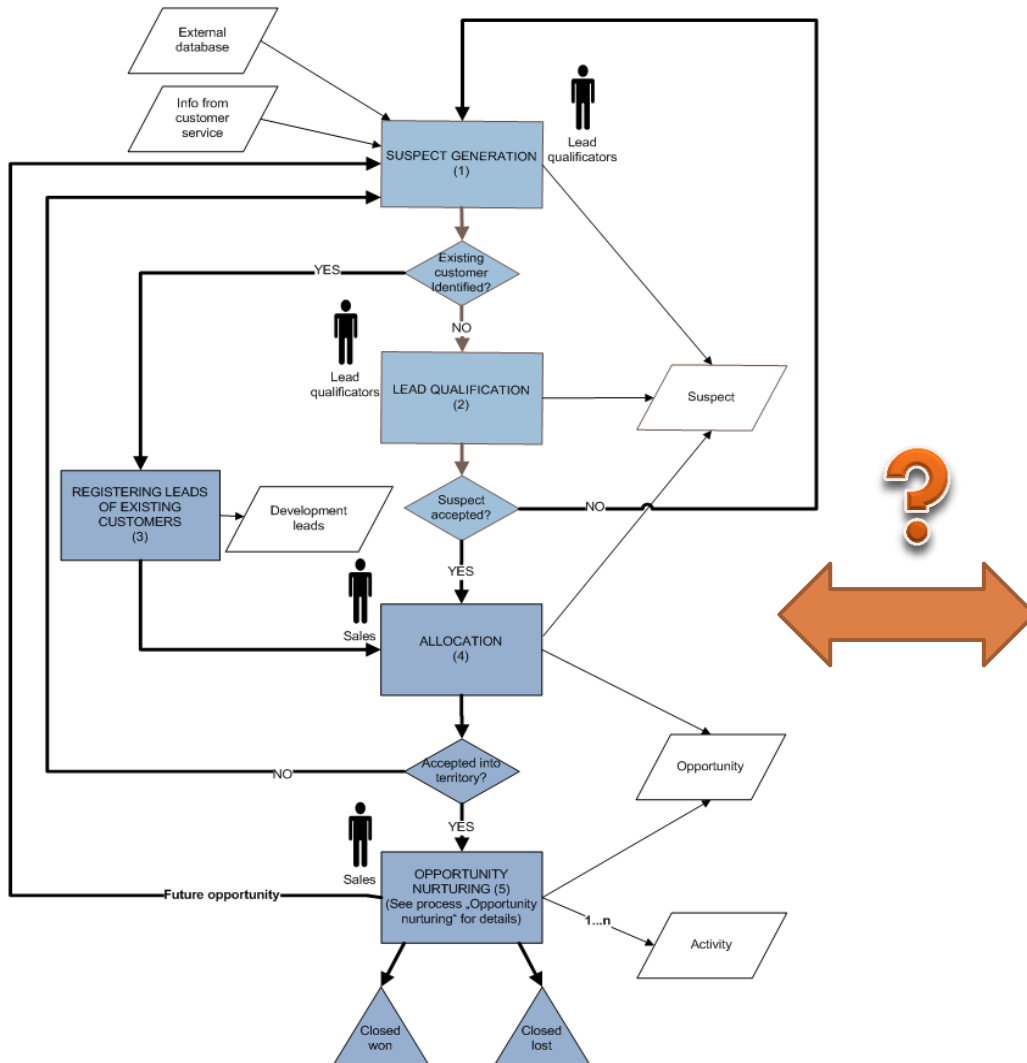 External
database
Info from
customer
service
Lead
qualificators
SUSPECT GENERATION
(1)
Existing
customer
Identified?
YES
NO
Lead
qualificators
LEAD QUALIFICATION
(2)
Suspect
REGISTERING LEADS
OF EXISTING
CUSTOMERS
(3)
Development
leads
Suspect
accepted?
NO
?
YES
Sales
ALLOCATION
(4)
Accepted into
territory?
NO
Opportunity
YES
Sales
OPPORTUNITY
NURTURING (5)
(See process „Opportunity
nurturing“ for details)
Future opportunity
1...n
Activity
Closed
won
Closed
lost